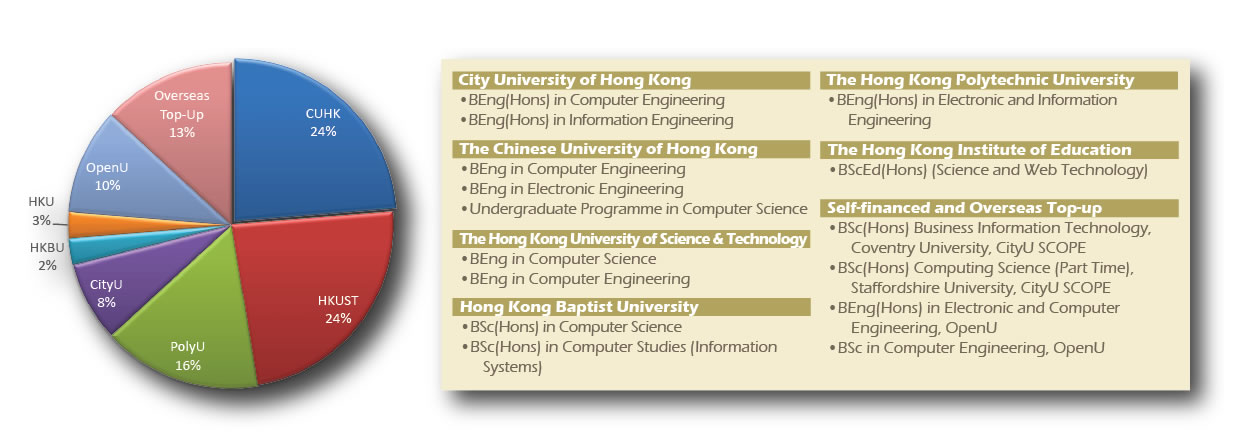 CUHK
24%
HKUST
24%
PolyU
16%
CityU
8%
HKBU
2%
HKU
3%
OpenU
10%
Overseas
Top-Up
13%
City University of Hong Kong
•BEng(Hons) in Computer Engineering
•BEng(Hons) in Information Engineering
The Chinese University of Hong Kong
•BEng in Computer Engineering
•BEng in Electronic Engineering
•Undergraduate Programme in Computer Science
The Hong Kong University of Science & Technology
•BEng in Computer Science
•BEng in Computer Engineering
Hong Kong Baptist University
•BSc(Hons) in Computer Science
•BSc(Hons) in Computer Studies (Information
Systems)
The Hong Kong Polytechnic University
•BEng(Hons) in Electronic and Information
Engineering
The Hong Kong Institute of Education
•BScEd(Hons) (Science and Web Technology)
Self-financed and Overseas Top-up
•BSc(Hons) Business Information Technology,
Coventry University, CityU SCOPE
•BSc(Hons) Computing Science (Part Time),
Staffordshire University, CityU SCOPE
•BEng(Hons) in Electronic and Computer
Engineering, OpenU
•BSc in Computer Engineering, OpenU